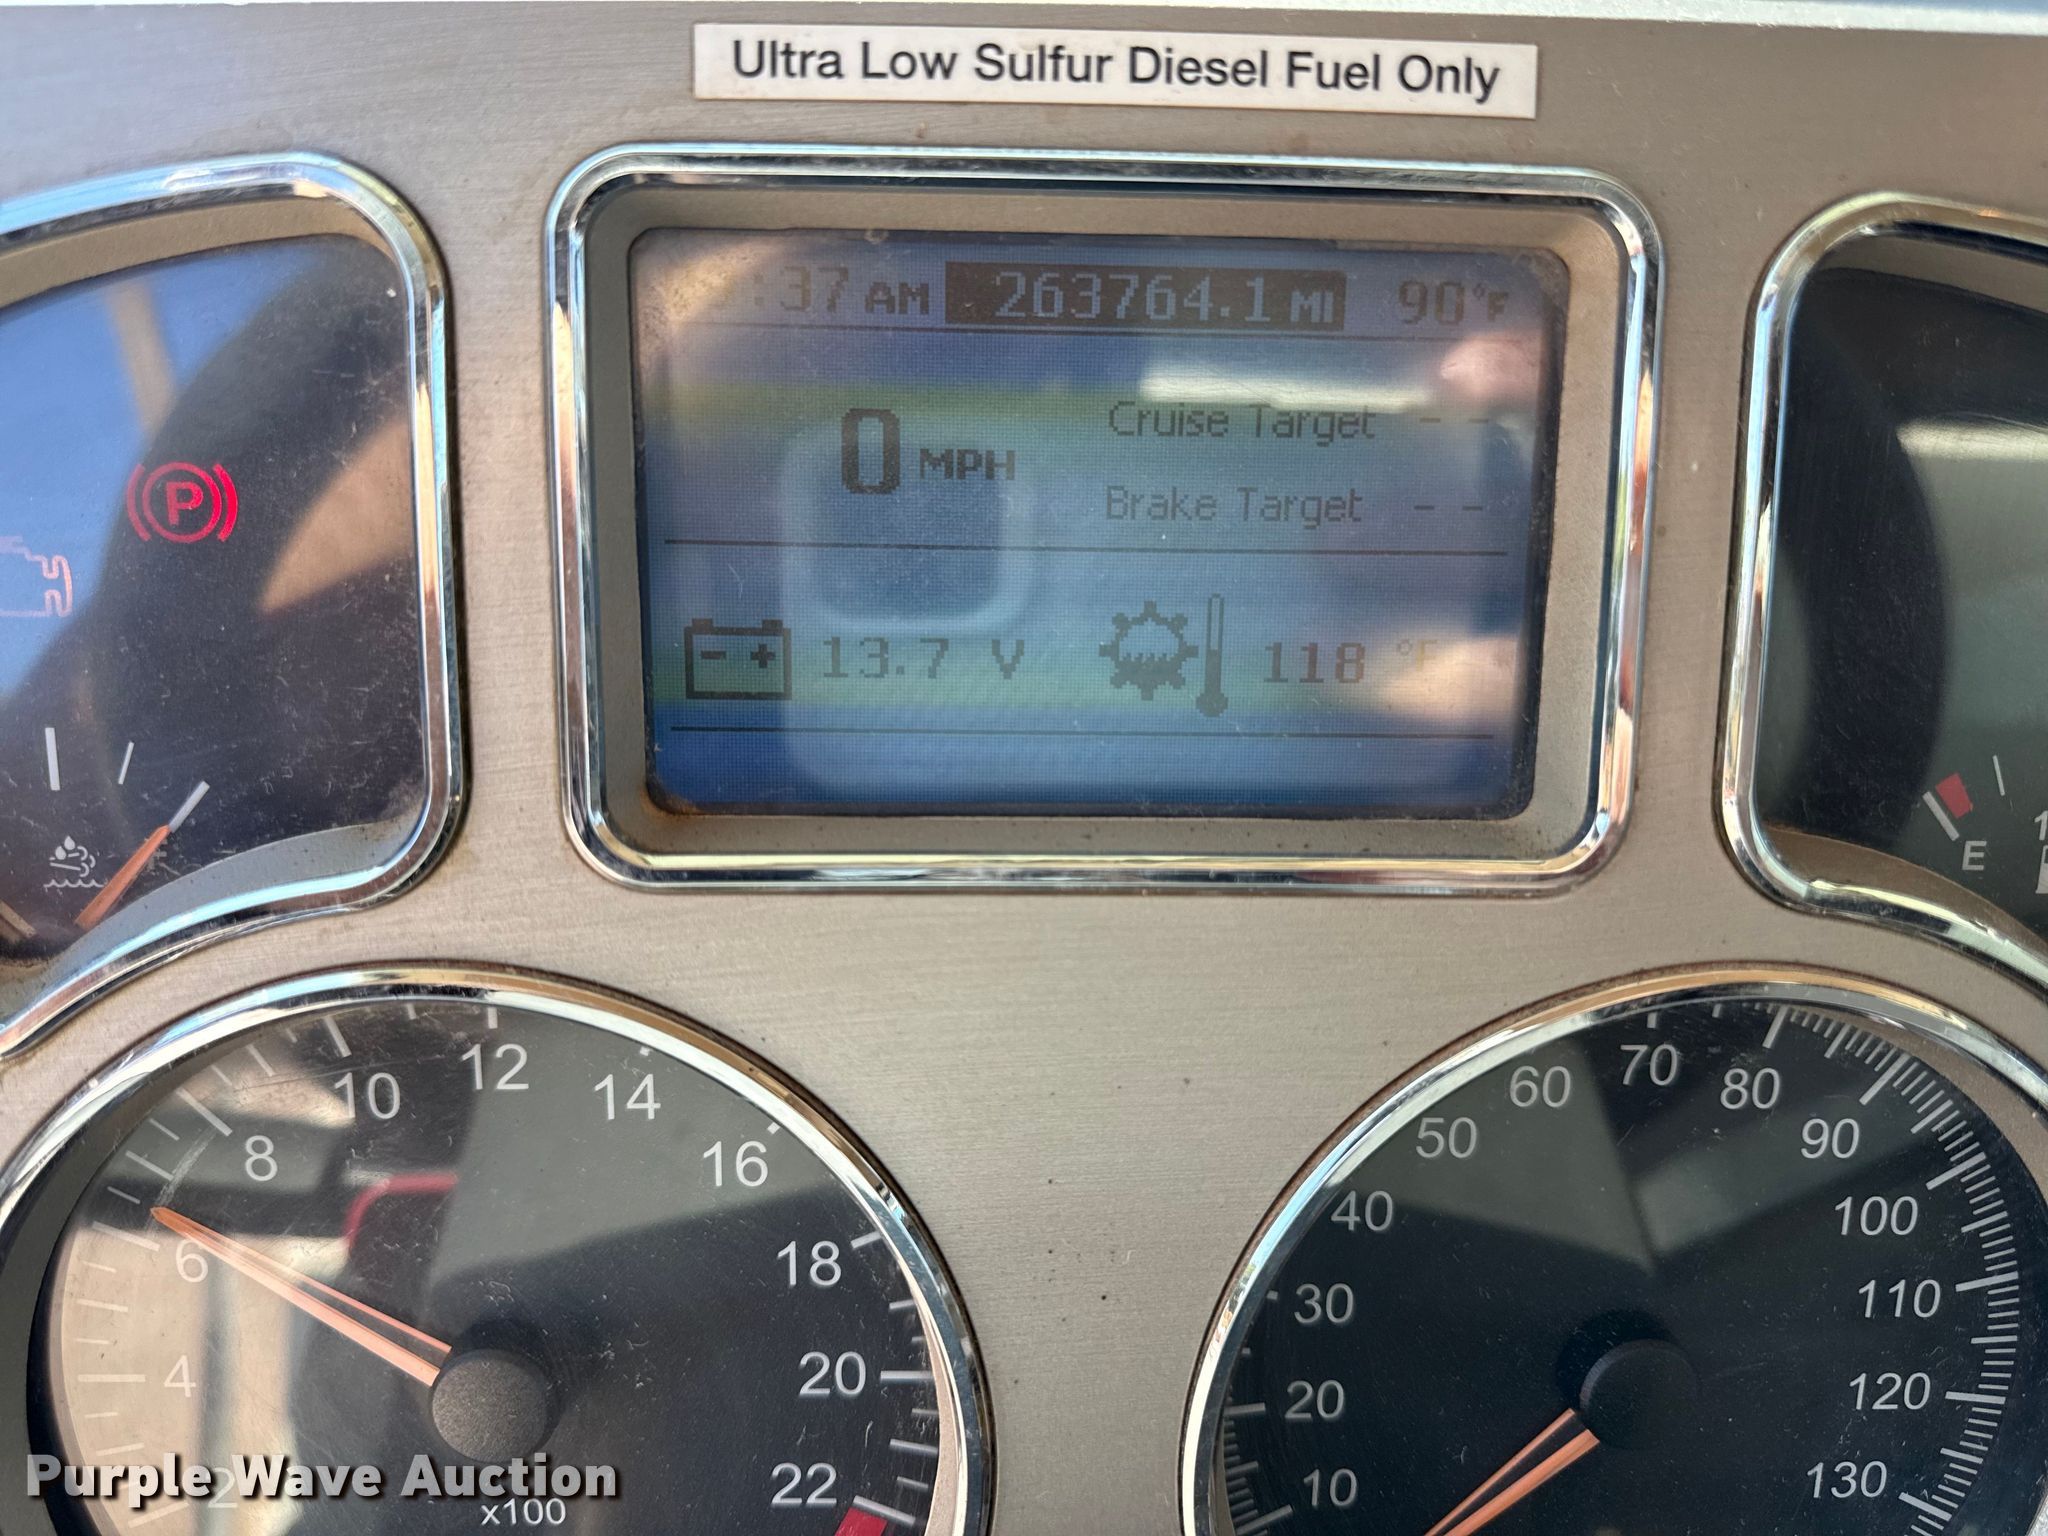 Ultra Low Sulfur Diesel Fuel Only
:37 AM 263764.1 MI 90°F
0 MPH
Cruise Target - -
Brake Target - -
P
- + 13.7 V 118 °F
E
2 4 6 8 10 12 14 16 18 20 22
x100
10 20 30 40 50 60 70 80 90 100 110 120 130
Purple Wave Auction